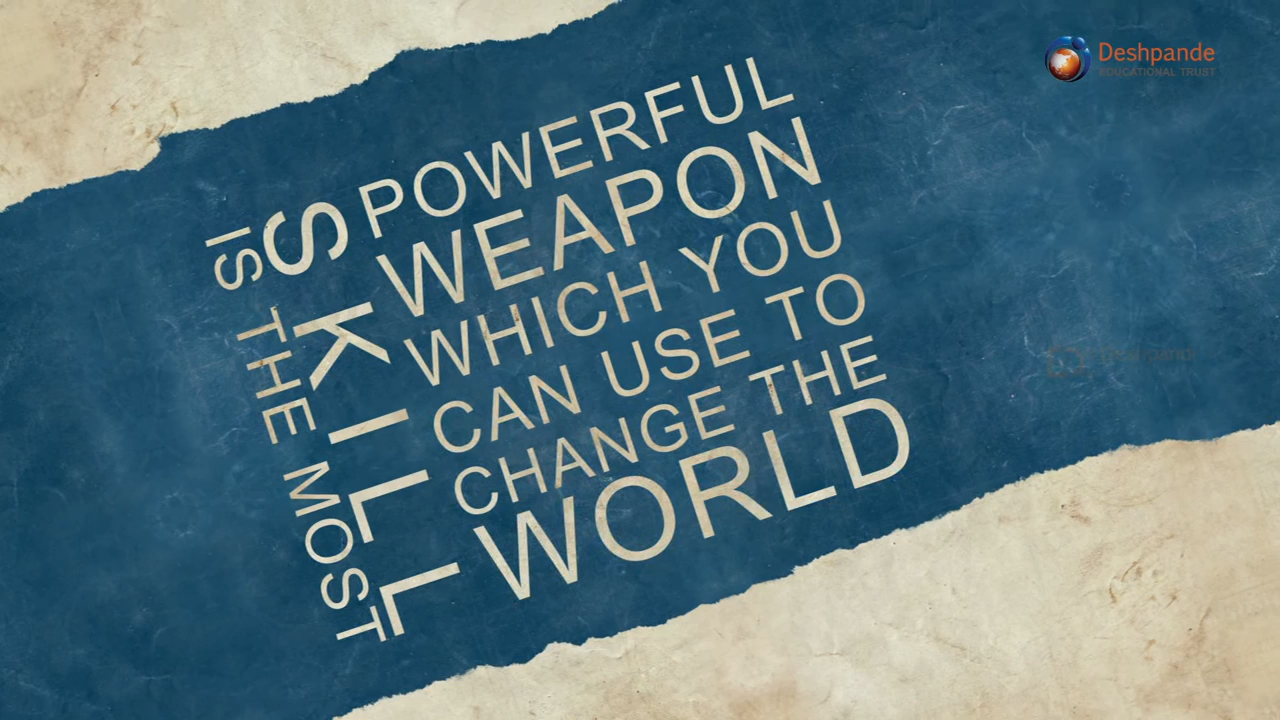 SKILL
IS THE MOST
POWERFUL
WEAPON
WHICH YOU
CAN USE TO
CHANGE THE
WORLD
Deshpande
EDUCATIONAL TRUST